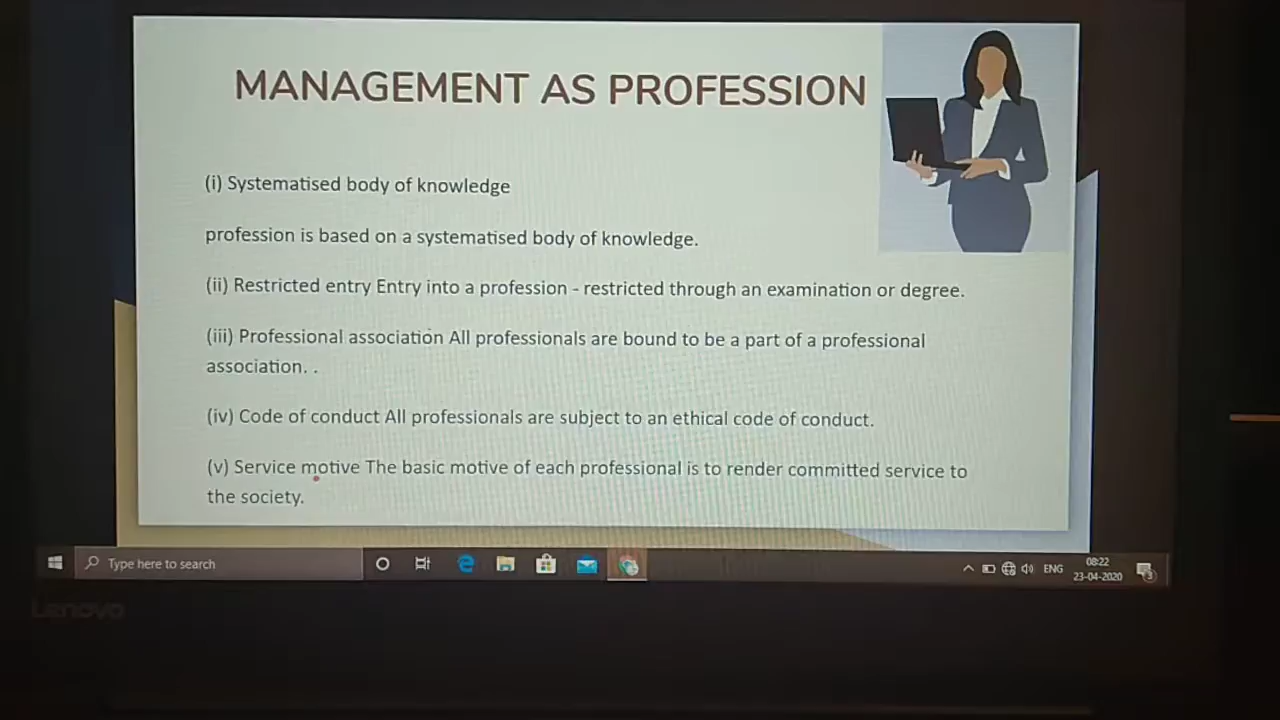 MANAGEMENT AS PROFESSION
(i) Systematised body of knowledge
profession is based on a systematised body of knowledge.
(ii) Restricted entry Entry into a profession - restricted through an examination or degree.
(iii) Professional association All professionals are bound to be a part of a professional
association. .
(iv) Code of conduct All professionals are subject to an ethical code of conduct.
(v) Service motive The basic motive of each professional is to render committed service to
the society.
Type here to search
ENG
08:22
23-04-2020
3
Lenovo